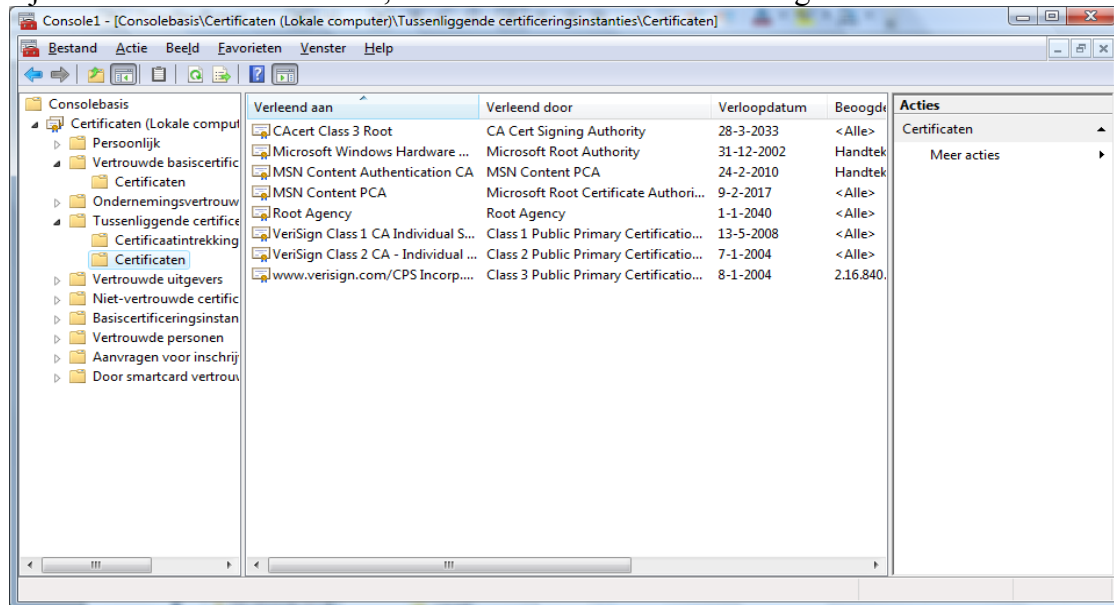 Console1 - [Consolebasis\Certificaten (Lokale computer)\Tussenliggende certificeringsinstanties\Certificaten]
Bestand Actie Beeld Favorieten Venster Help
Consolebasis
Certificaten (Lokale comput
Persoonlijk
Vertrouwde basiscertific
Certificaten
Ondernemingsvertrouw
Tussenliggende certifice
Certificaatintrekking
Certificaten
Vertrouwde uitgevers
Niet-vertrouwde certific
Basiscertificeringsinstan
Vertrouwde personen
Aanvragen voor inschrij
Door smartcard vertrouw
Verleend aan Verleend door Verloopdatum Beoogde
CAcert Class 3 Root CA Cert Signing Authority 28-3-2033 <Alle>
Microsoft Windows Hardware ... Microsoft Root Authority 31-12-2002 Handtek
MSN Content Authentication CA MSN Content PCA 24-2-2010 Handtek
MSN Content PCA Microsoft Root Certificate Authori... 9-2-2017 <Alle>
Root Agency Root Agency 1-1-2040 <Alle>
VeriSign Class 1 CA Individual S... Class 1 Public Primary Certificatio... 13-5-2008 <Alle>
VeriSign Class 2 CA - Individual ... Class 2 Public Primary Certificatio... 7-1-2004 <Alle>
www.verisign.com/CPS Incorp.... Class 3 Public Primary Certificatio... 8-1-2004 2.16.840.
Acties
Certificaten
Meer acties